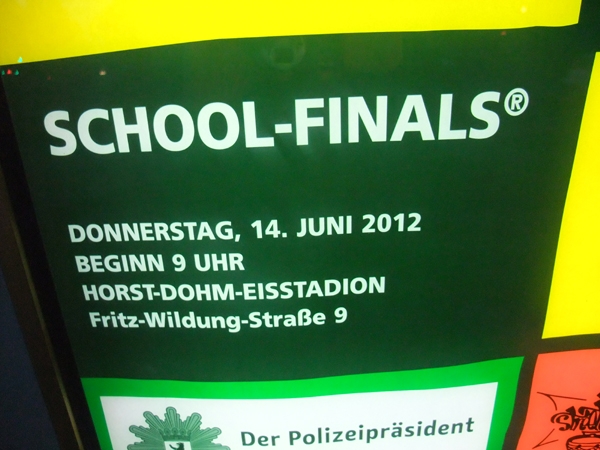 SCHOOL-FINALS®
DONNERSTAG, 14. JUNI 2012
BEGINN 9 UHR
HORST-DOHM-EISSTADION
Fritz-Wildung-Straße 9
Der Polizeipräsident